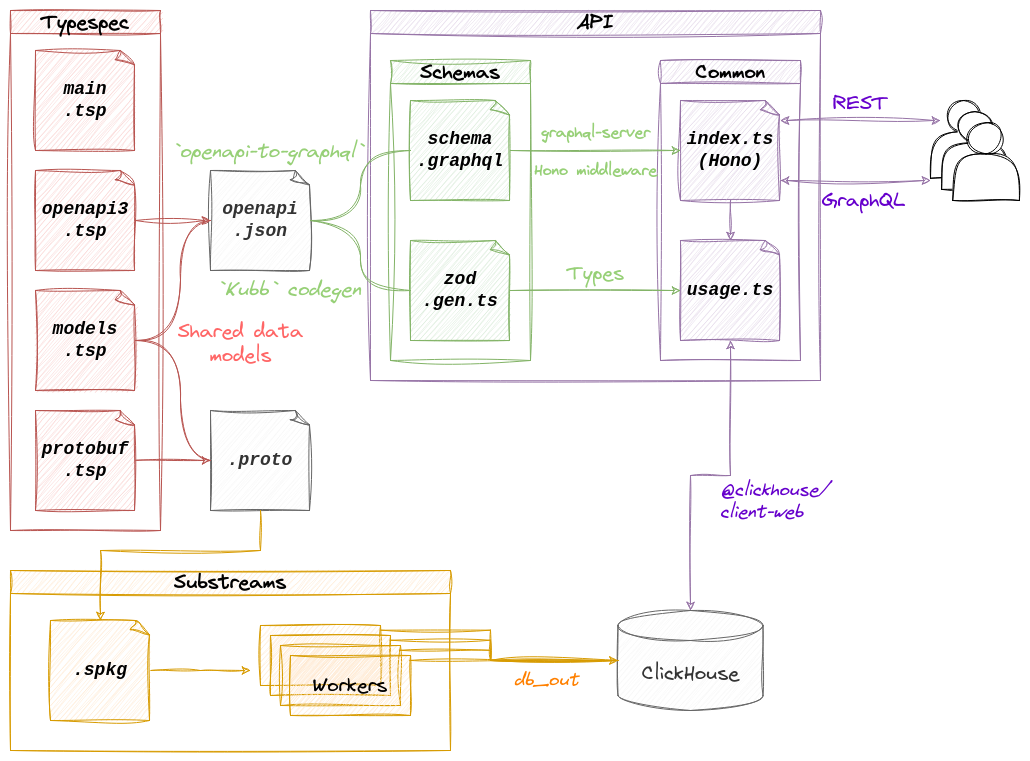 Typespec
main
.tsp
openapi3
.tsp
models
.tsp
protobuf
.tsp
`openapi-to-graphql`
openapi
.json
`Kubb` codegen
Shared data
models
.proto
API
Schemas
schema
.graphql
zod
.gen.ts
graphql-server
Hono middleware
Types
Common
index.ts
(Hono)
usage.ts
REST
GraphQL
@clickhouse/
client-web
Substreams
.spkg
Workers
db_out
ClickHouse